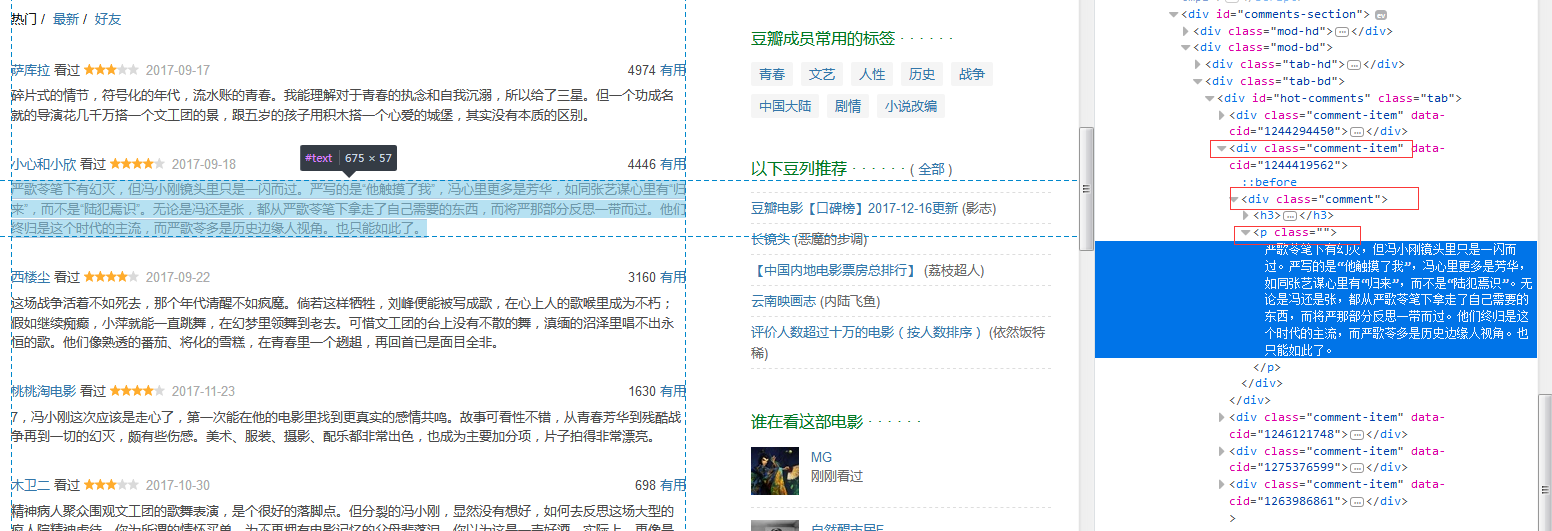 热门 / 最新 / 好友
萨库拉 看过 2017-09-17 4974 有用
碎片式的情节，符号化的年代，流水账的青春。我能理解对于青春的执念和自我沉溺，所以给了三星。但一个功成名
就的导演花几千万搭一个文工团的景，跟五岁的孩子用积木搭一个心爱的城堡，其实没有本质的区别。
#text 675 × 57
小心和小欣 看过 2017-09-18 4446 有用
严歌苓笔下有幻灭，但冯小刚镜头里只是一闪而过。严写的是“他触摸了我”，冯心里更多是芳华，如同张艺谋心里有“归
来”，而不是“陆犯焉识”。无论是冯还是张，都从严歌苓笔下拿走了自己需要的东西，而将严那部分反思一带而过。他们
终归是这个时代的主流，而严歌苓多是历史边缘人视角。也只能如此了。
西楼尘 看过 2017-09-22 3160 有用
这场战争活着不如死去，那个年代清醒不如疯魔。倘若这样牺牲，刘峰便能被写成歌，在心上人的歌喉里成为不朽；
假如继续痴癫，小萍就能一直跳舞，在幻梦里领舞到老去。可惜文工团的台上没有不散的舞，滇缅的沼泽里唱不出永
恒的歌。他们像熟透的番茄、将化的雪糕，在青春里一个趔趄，再回首已是面目全非。
桃桃淘电影 看过 2017-11-23 1630 有用
7，冯小刚这次应该是走心了，第一次能在他的电影里找到更真实的感情共鸣。故事可看性不错，从青春芳华到残酷战
争再到一切的幻灭，颇有些伤感。美术、服装、摄影、配乐都非常出色，也成为主要加分项，片子拍得非常漂亮。
木卫二 看过 2017-10-30 698 有用
精神病人聚众围观文工团的歌舞表演，是个很好的落脚点。但分裂的冯小刚，显然没有想好，如何去反思这场大型的
豆瓣成员常用的标签 · · · · · ·
青春 文艺 人性 历史 战争
中国大陆 剧情 小说改编
以下豆列推荐 · · · · · · ( 全部 )
豆瓣电影【口碑榜】2017-12-16更新 (影志)
长镜头 (恶魔的步调)
【中国内地电影票房总排行】 (荔枝超人)
云南映画志 (内陆飞鱼)
评价人数超过十万的电影（按人数排序） (依然饭特
稀)
谁在看这部电影 · · · · · ·
MG
刚刚看过
<div id="comments-section"> ev
<div class="mod-hd"></div>
<div class="mod-bd">
<div class="tab-hd"></div>
<div class="tab-bd">
<div id="hot-comments" class="tab">
<div class="comment-item" data-
cid="1244294450"></div>
<div class="comment-item" data-
cid="1244419562">
::before
<div class="comment">
<h3></h3>
<p class="">
严歌苓笔下有幻灭，但冯小刚镜头里只是一闪而
过。严写的是“他触摸了我”，冯心里更多是芳华，
如同张艺谋心里有“归来”，而不是“陆犯焉识”。无
论是冯还是张，都从严歌苓笔下拿走了自己需要的
东西，而将严那部分反思一带而过。他们终归是这
个时代的主流，而严歌苓多是历史边缘人视角。也
只能如此了。
</p>
</div>
</div>
<div class="comment-item" data-
cid="1246121748"></div>
<div class="comment-item" data-
cid="1275376599"></div>
<div class="comment-item" data-
cid="1263986861"></div>
>